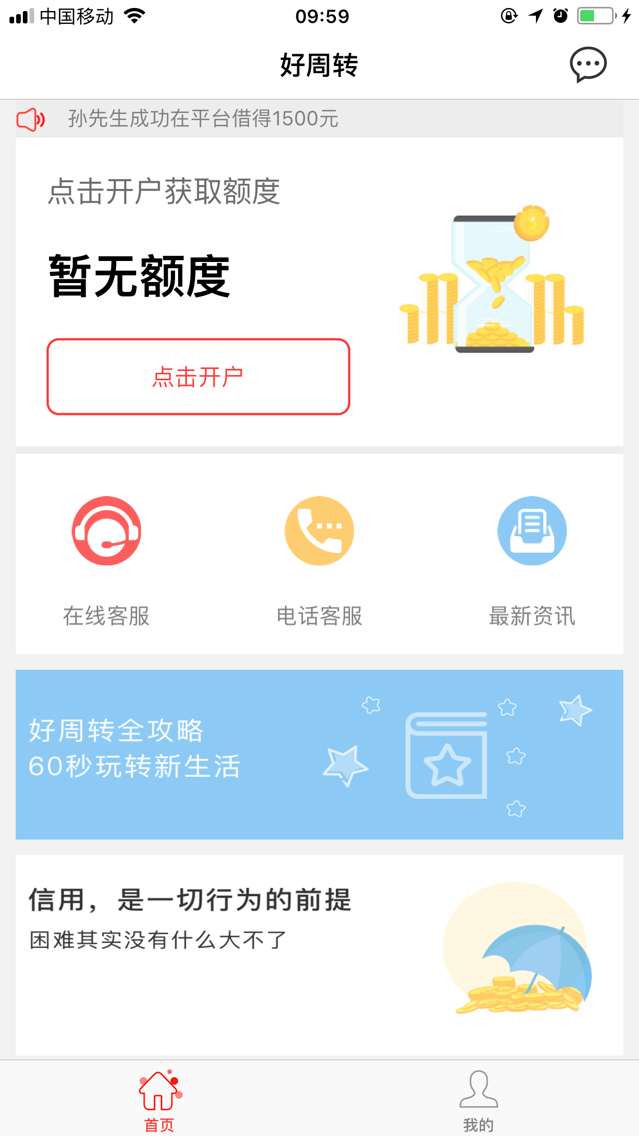 中国移动
09:59
好周转
孙先生成功在平台借得1500元
点击开户获取额度
暂无额度
点击开户
在线客服
电话客服
最新资讯
好周转全攻略
60秒玩转新生活
信用，是一切行为的前提
困难其实没有什么大不了
首页
我的